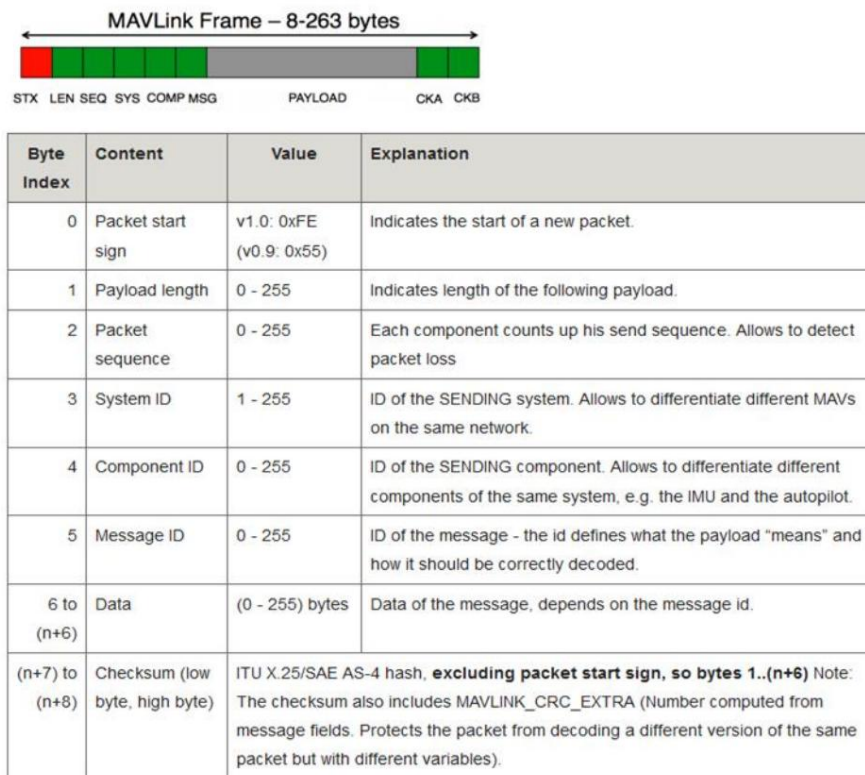 MAVLink Frame – 8-263 bytes
STX LEN SEQ SYS COMP MSG PAYLOAD CKA CKB
Byte Index Content Value Explanation
0 Packet start sign v1.0: 0xFE (v0.9: 0x55) Indicates the start of a new packet.
1 Payload length 0 - 255 Indicates length of the following payload.
2 Packet sequence 0 - 255 Each component counts up his send sequence. Allows to detect packet loss
3 System ID 1 - 255 ID of the SENDING system. Allows to differentiate different MAVs on the same network.
4 Component ID 0 - 255 ID of the SENDING component. Allows to differentiate different components of the same system, e.g. the IMU and the autopilot.
5 Message ID 0 - 255 ID of the message - the id defines what the payload “means” and how it should be correctly decoded.
6 to (n+6) Data (0 - 255) bytes Data of the message, depends on the message id.
(n+7) to (n+8) Checksum (low byte, high byte) ITU X.25/SAE AS-4 hash, excluding packet start sign, so bytes 1..(n+6) Note: The checksum also includes MAVLINK_CRC_EXTRA (Number computed from message fields. Protects the packet from decoding a different version of the same packet but with different variables).